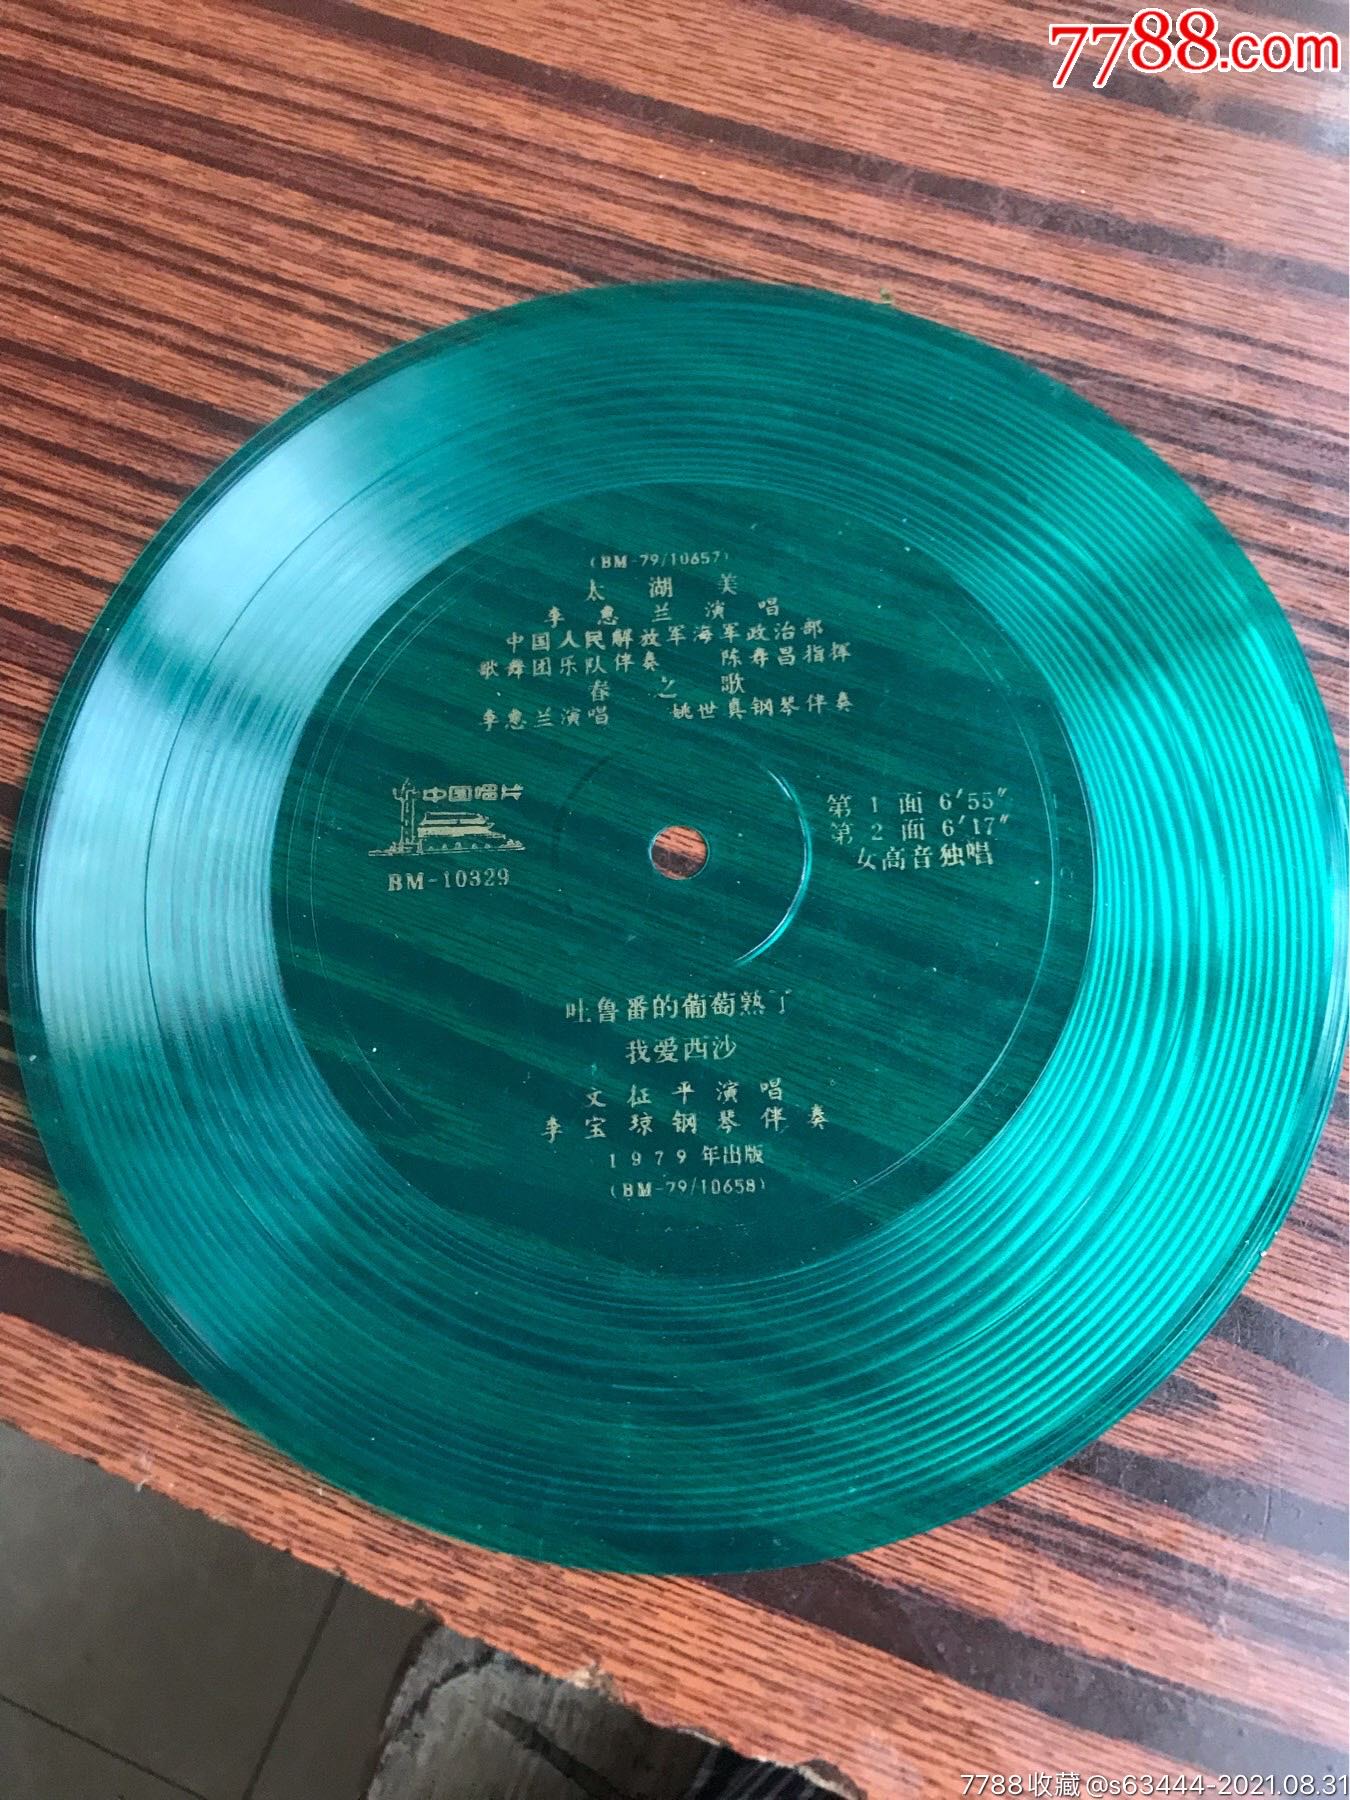 7788.com
(BM-79/10657)
太 湖 美
李 惠 兰 演 唱
中国人民解放军海军政治部
歌舞团乐队伴奏 陈寿昌指挥
春 之 歌
李惠兰演唱 姚世真钢琴伴奏
中国唱片
BM-10329
第 1 面 6′55″
第 2 面 6′17″
女高音独唱
吐鲁番的葡萄熟了
我爱西沙
文 征 平 演 唱
李 宝 琼 钢 琴 伴 奏
1979年出版
(BM-79/10658)
7788收藏@s63444-2021.08.31